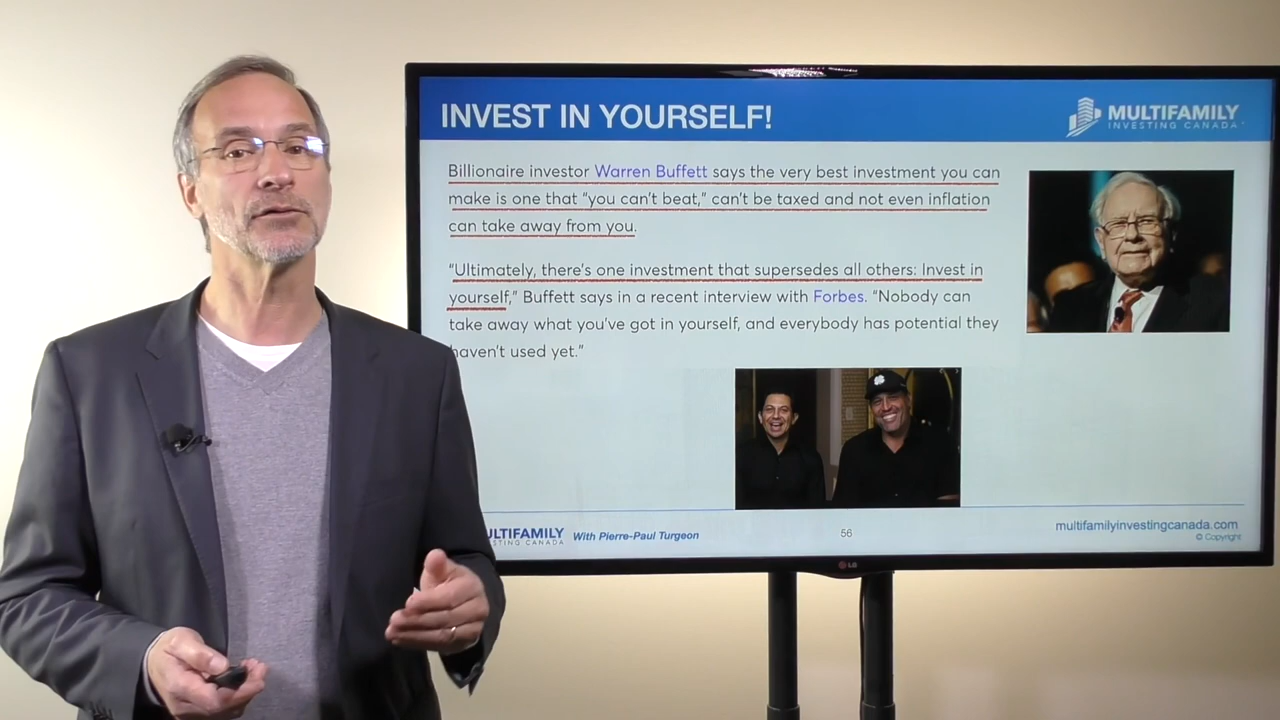 INVEST IN YOURSELF!
MULTIFAMILY
INVESTING CANADA
Billionaire investor Warren Buffett says the very best investment you can
make is one that “you can’t beat,” can’t be taxed and not even inflation
can take away from you.
“Ultimately, there’s one investment that supersedes all others: Invest in
yourself,” Buffett says in a recent interview with Forbes. “Nobody can
take away what you’ve got in yourself, and everybody has potential they
haven’t used yet.”
ULTIFAMILY
STING CANADA
With Pierre-Paul Turgeon
56
multifamilyinvestingcanada.com
© Copyright
LG